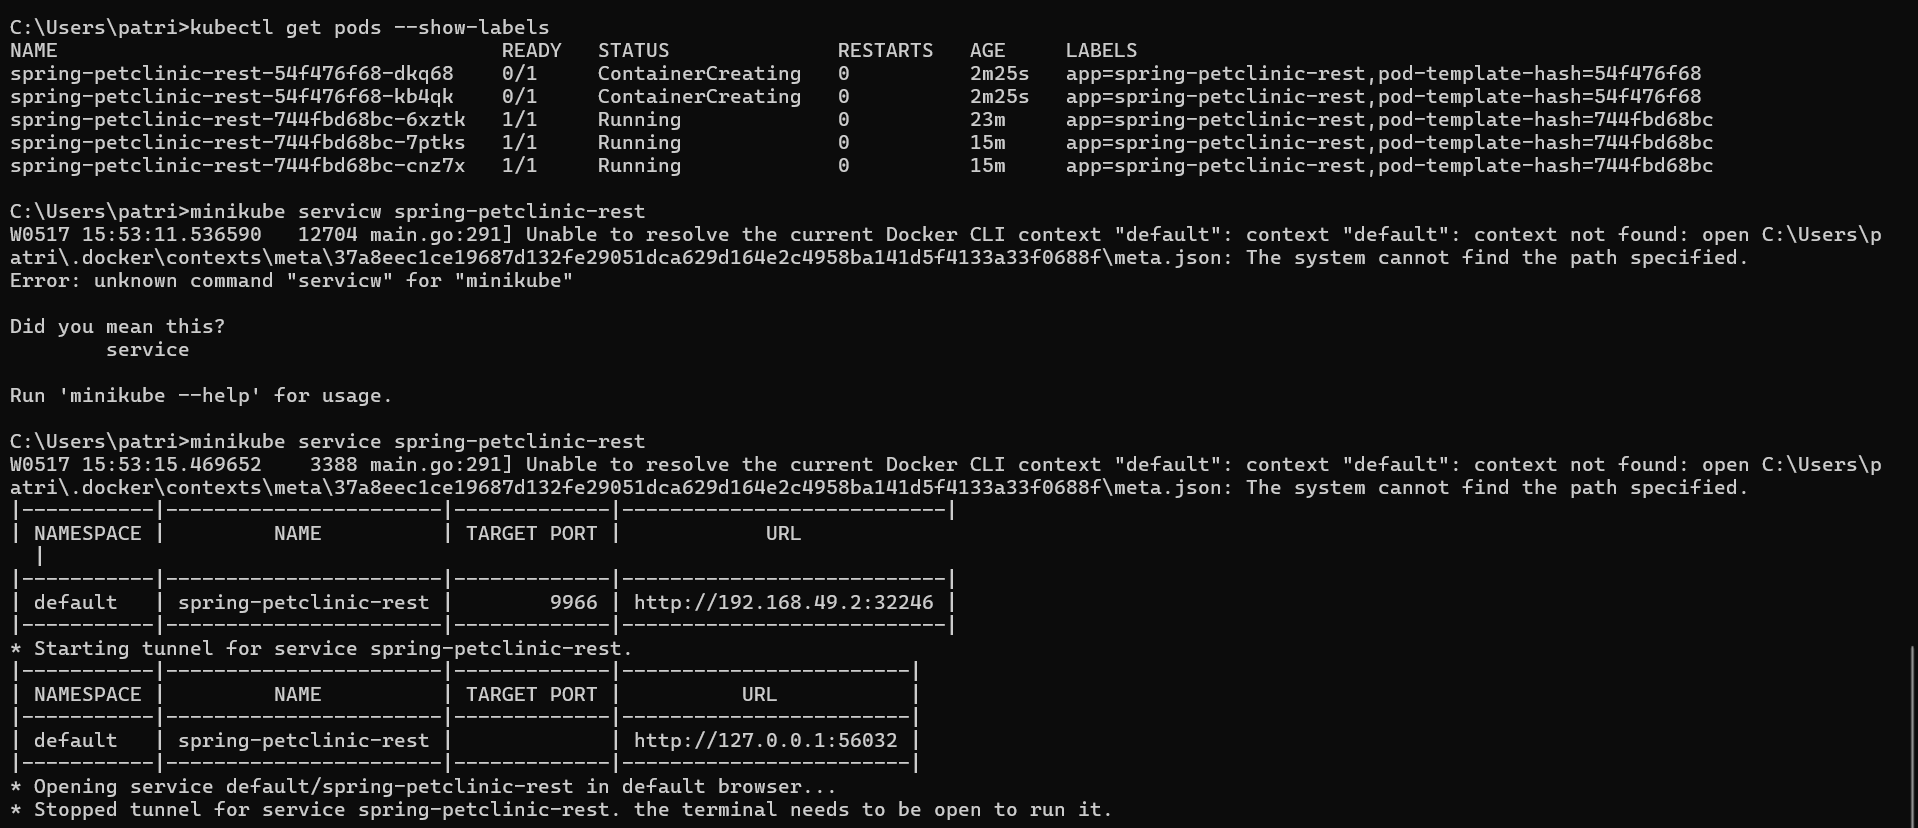 C:\Users\patri>kubectl get pods --show-labels
NAME                                     READY   STATUS              RESTARTS   AGE     LABELS
spring-petclinic-rest-54f476f68-dkq68    0/1     ContainerCreating   0          2m25s   app=spring-petclinic-rest,pod-template-hash=54f476f68
spring-petclinic-rest-54f476f68-kb4qk    0/1     ContainerCreating   0          2m25s   app=spring-petclinic-rest,pod-template-hash=54f476f68
spring-petclinic-rest-744fbd68bc-6xztk   1/1     Running             0          23m     app=spring-petclinic-rest,pod-template-hash=744fbd68bc
spring-petclinic-rest-744fbd68bc-7ptks   1/1     Running             0          15m     app=spring-petclinic-rest,pod-template-hash=744fbd68bc
spring-petclinic-rest-744fbd68bc-cnz7x   1/1     Running             0          15m     app=spring-petclinic-rest,pod-template-hash=744fbd68bc
C:\Users\patri>minikube servicw spring-petclinic-rest
W0517 15:53:11.536590   12704 main.go:291] Unable to resolve the current Docker CLI context "default": context "default": context not found: open C:\Users\p
atri\.docker\contexts\meta\37a8eec1ce19687d132fe29051dca629d164e2c4958ba141d5f4133a33f0688f\meta.json: The system cannot find the path specified.
Error: unknown command "servicw" for "minikube"
Did you mean this?
        service
Run 'minikube --help' for usage.
C:\Users\patri>minikube service spring-petclinic-rest
W0517 15:53:15.469652    3388 main.go:291] Unable to resolve the current Docker CLI context "default": context "default": context not found: open C:\Users\p
atri\.docker\contexts\meta\37a8eec1ce19687d132fe29051dca629d164e2c4958ba141d5f4133a33f0688f\meta.json: The system cannot find the path specified.
|-----------|-----------------------|-------------|---------------------------|
| NAMESPACE |         NAME          | TARGET PORT |            URL
  |
|-----------|-----------------------|-------------|---------------------------|
| default   | spring-petclinic-rest |        9966 | http://192.168.49.2:32246 |
|-----------|-----------------------|-------------|---------------------------|
* Starting tunnel for service spring-petclinic-rest.
|-----------|-----------------------|-------------|------------------------|
| NAMESPACE |         NAME          | TARGET PORT |          URL           |
|-----------|-----------------------|-------------|------------------------|
| default   | spring-petclinic-rest |             | http://127.0.0.1:56032 |
|-----------|-----------------------|-------------|------------------------|
* Opening service default/spring-petclinic-rest in default browser...
* Stopped tunnel for service spring-petclinic-rest. the terminal needs to be open to run it.